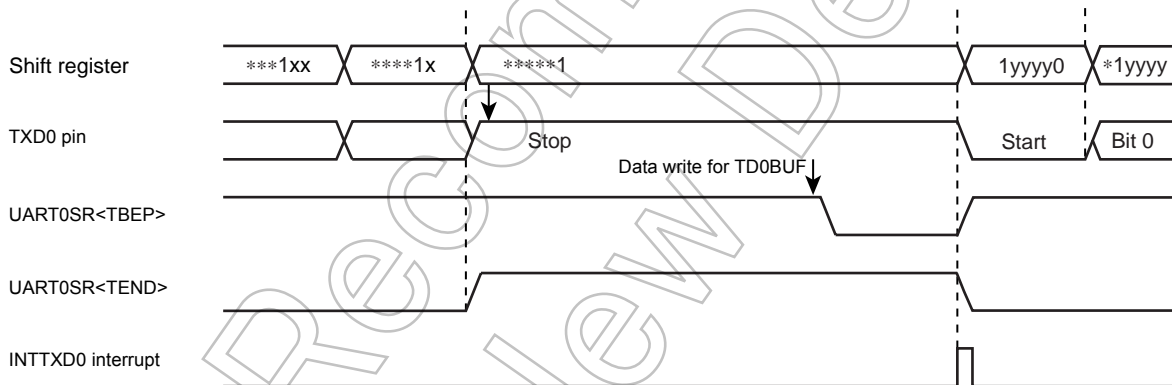 Shift register ***1xx ****1x *****1 1yyyy0 *1yyyy
TXD0 pin Stop Start Bit 0
Data write for TD0BUF
UART0SR<TBEP>
UART0SR<TEND>
INTTXD0 interrupt